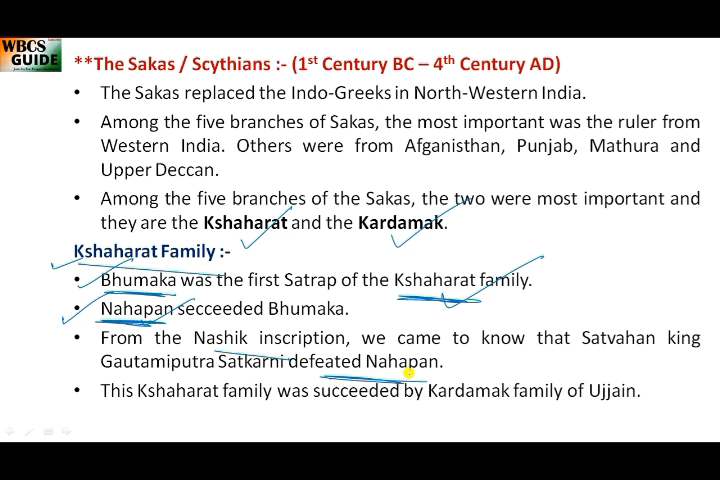 WBCS
GUIDE
**The Sakas / Scythians :- (1st Century BC – 4th Century AD)
• The Sakas replaced the Indo-Greeks in North-Western India.
• Among the five branches of Sakas, the most important was the ruler from
Western India. Others were from Afganisthan, Punjab, Mathura and
Upper Deccan.
• Among the five branches of the Sakas, the two were most important and
they are the Kshaharat and the Kardamak.
Kshaharat Family :-
• Bhumaka was the first Satrap of the Kshaharat family.
• Nahapan secceeded Bhumaka.
• From the Nashik inscription, we came to know that Satvahan king
Gautamiputra Satkarni defeated Nahapan.
• This Kshaharat family was succeeded by Kardamak family of Ujjain.